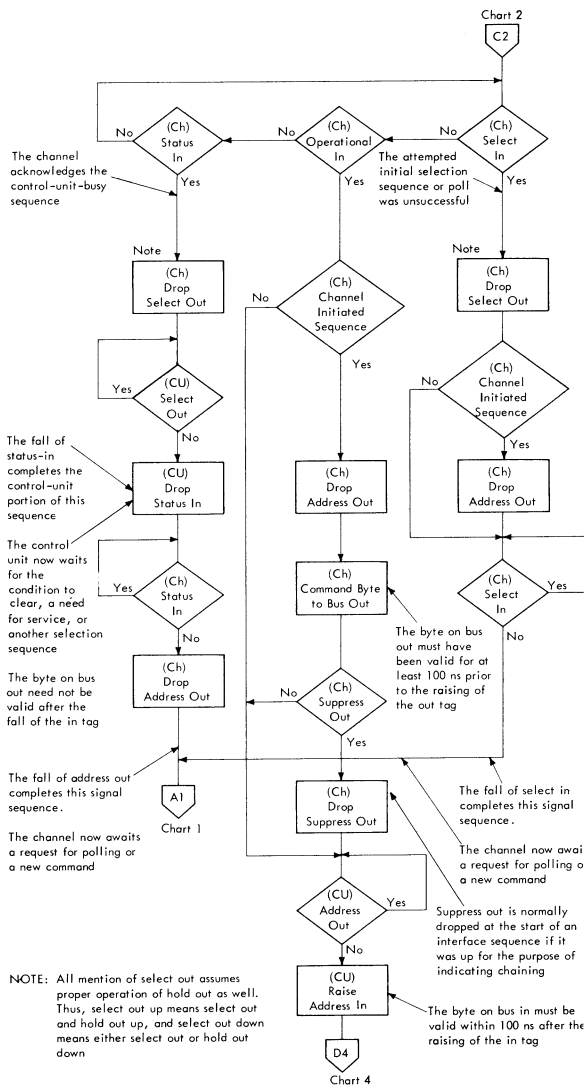 Chart 2
C2
(Ch)
Status
In
No
Yes
(Ch)
Operational
In
No
Yes
(Ch)
Select
In
No
Yes
The channel
acknowledges the
control-unit-busy
sequence
The attempted
initial selection
sequence or poll
was unsuccessful
Note
(Ch)
Drop
Select Out
(Ch)
Channel
Initiated
Sequence
No
Yes
Note
(Ch)
Drop
Select Out
(CU)
Select
Out
Yes
No
(Ch)
Channel
Initiated
Sequence
No
Yes
The fall of
status-in
completes the
control-unit
portion of this
sequence
(CU)
Drop
Status In
(Ch)
Drop
Address Out
(Ch)
Drop
Address Out
The control
unit now waits
for the
condition to
clear, a need
for service, or
another selection
sequence
(Ch)
Status
In
Yes
No
(Ch)
Command Byte
to Bus Out
(Ch)
Select
In
Yes
No
The byte on bus
out must have
been valid for at
least 100 ns prior
to the raising of
the out tag
The byte on bus
out need not be
valid after the
fall of the in tag
(Ch)
Drop
Address Out
(Ch)
Suppress
Out
No
Yes
The fall of address out
completes this signal
sequence.
The channel now awaits
a request for polling or
a new command
A1
Chart 1
(Ch)
Drop
Suppress Out
The fall of select in
completes this signal
sequence.
The channel now
a request for polling
a new command
(CU)
Address
Out
Yes
No
Suppress out is normally
dropped at the start of an
interface sequence if it
was up for the purpose of
indicating chaining
NOTE: All mention of select out assumes
proper operation of hold out as well.
Thus, select out up means select out
and hold out up, and select out down
means either select out or hold out
down
(CU)
Raise
Address In
The byte on bus in must be
valid within 100 ns after the
raising of the in tag
D4
Chart 4